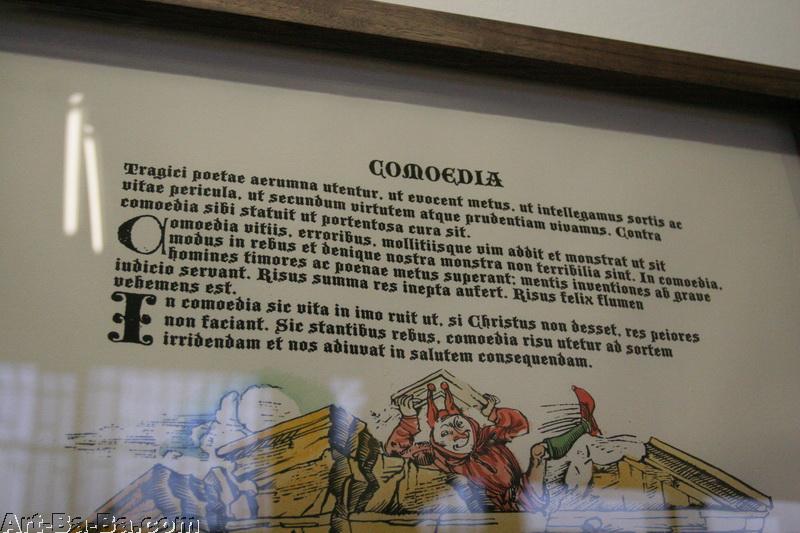 COMOEDIA
Tragici poetae aerumna utentur, ut evocent metus, ut intellegamus sortis ac
vitae pericula, ut secundum virtutem atque prudentiam vivamus. Contra
comoedia sibi statuit ut portentosa cura sit.
Comoedia vitiis, erroribus, mollitiisque vim addit et monstrat ut sit
modus in rebus et denique nostra monstra non terribilia sint. In comoedia,
homines timores ac poenae metus superant; mentis inventiones ab grave
iudicio servant. Risus summa res inepta aufert. Risus felix flumen
vehemens est.
In comoedia sic vita in imo ruit ut, si Christus non desset, res peiores
non faciant. Sic stantibus rebus, comoedia risu utetur ad sortem
irridendam et nos adiuvat in salutem consequendam.
Art-Ba-Ba.com